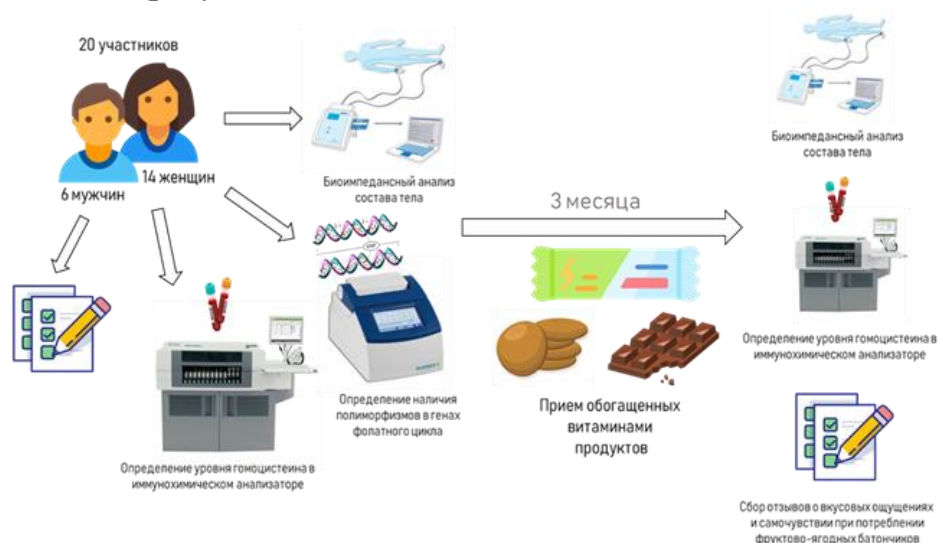 20 участников
6 мужчин
14 женщин
Биоимпедансный анализ
состава тела
Определение уровня гомоцистеина в
иммунохимическом анализаторе
Определение наличия
полиморфизмов в генах
фолатного цикла
3 месяца
Прием обогащенных
витаминами
продуктов
Биоимпедансный анализ
состава тела
Определение уровня гомоцистеина в
иммунохимическом анализаторе
Сбор отзывов о вкусовых ощущениях
и самочувствии при потреблении
фруктово-ягодных батончиков